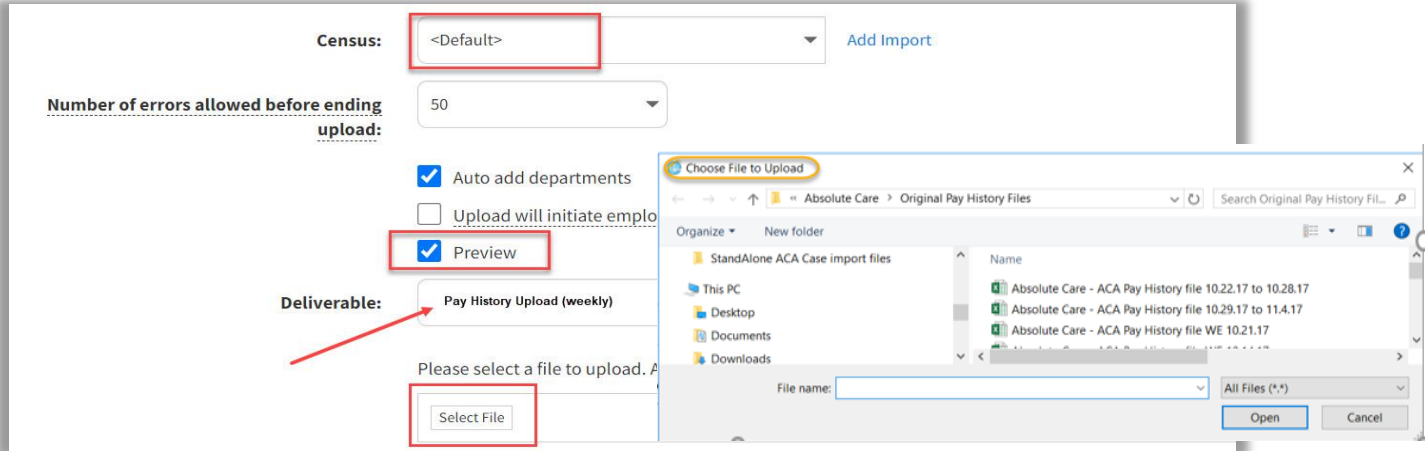 Census:
<Default>
Add Import
Number of errors allowed before ending
upload:
50
Auto add departments
Upload will initiate emplo
Preview
Deliverable:
Pay History Upload (weekly)
Please select a file to upload. A
Select File
Choose File to Upload
« Absolute Care > Original Pay History Files
Search Original Pay History Fil...
Organize
New folder
?
StandAlone ACA Case import files
This PC
Desktop
Documents
Downloads
Name
Absolute Care - ACA Pay History file 10.22.17 to 10.28.17
Absolute Care - ACA Pay History file 10.29.17 to 11.4.17
Absolute Care - ACA Pay History file WE 10.21.17
File name:
All Files (*.*)
Open
Cancel